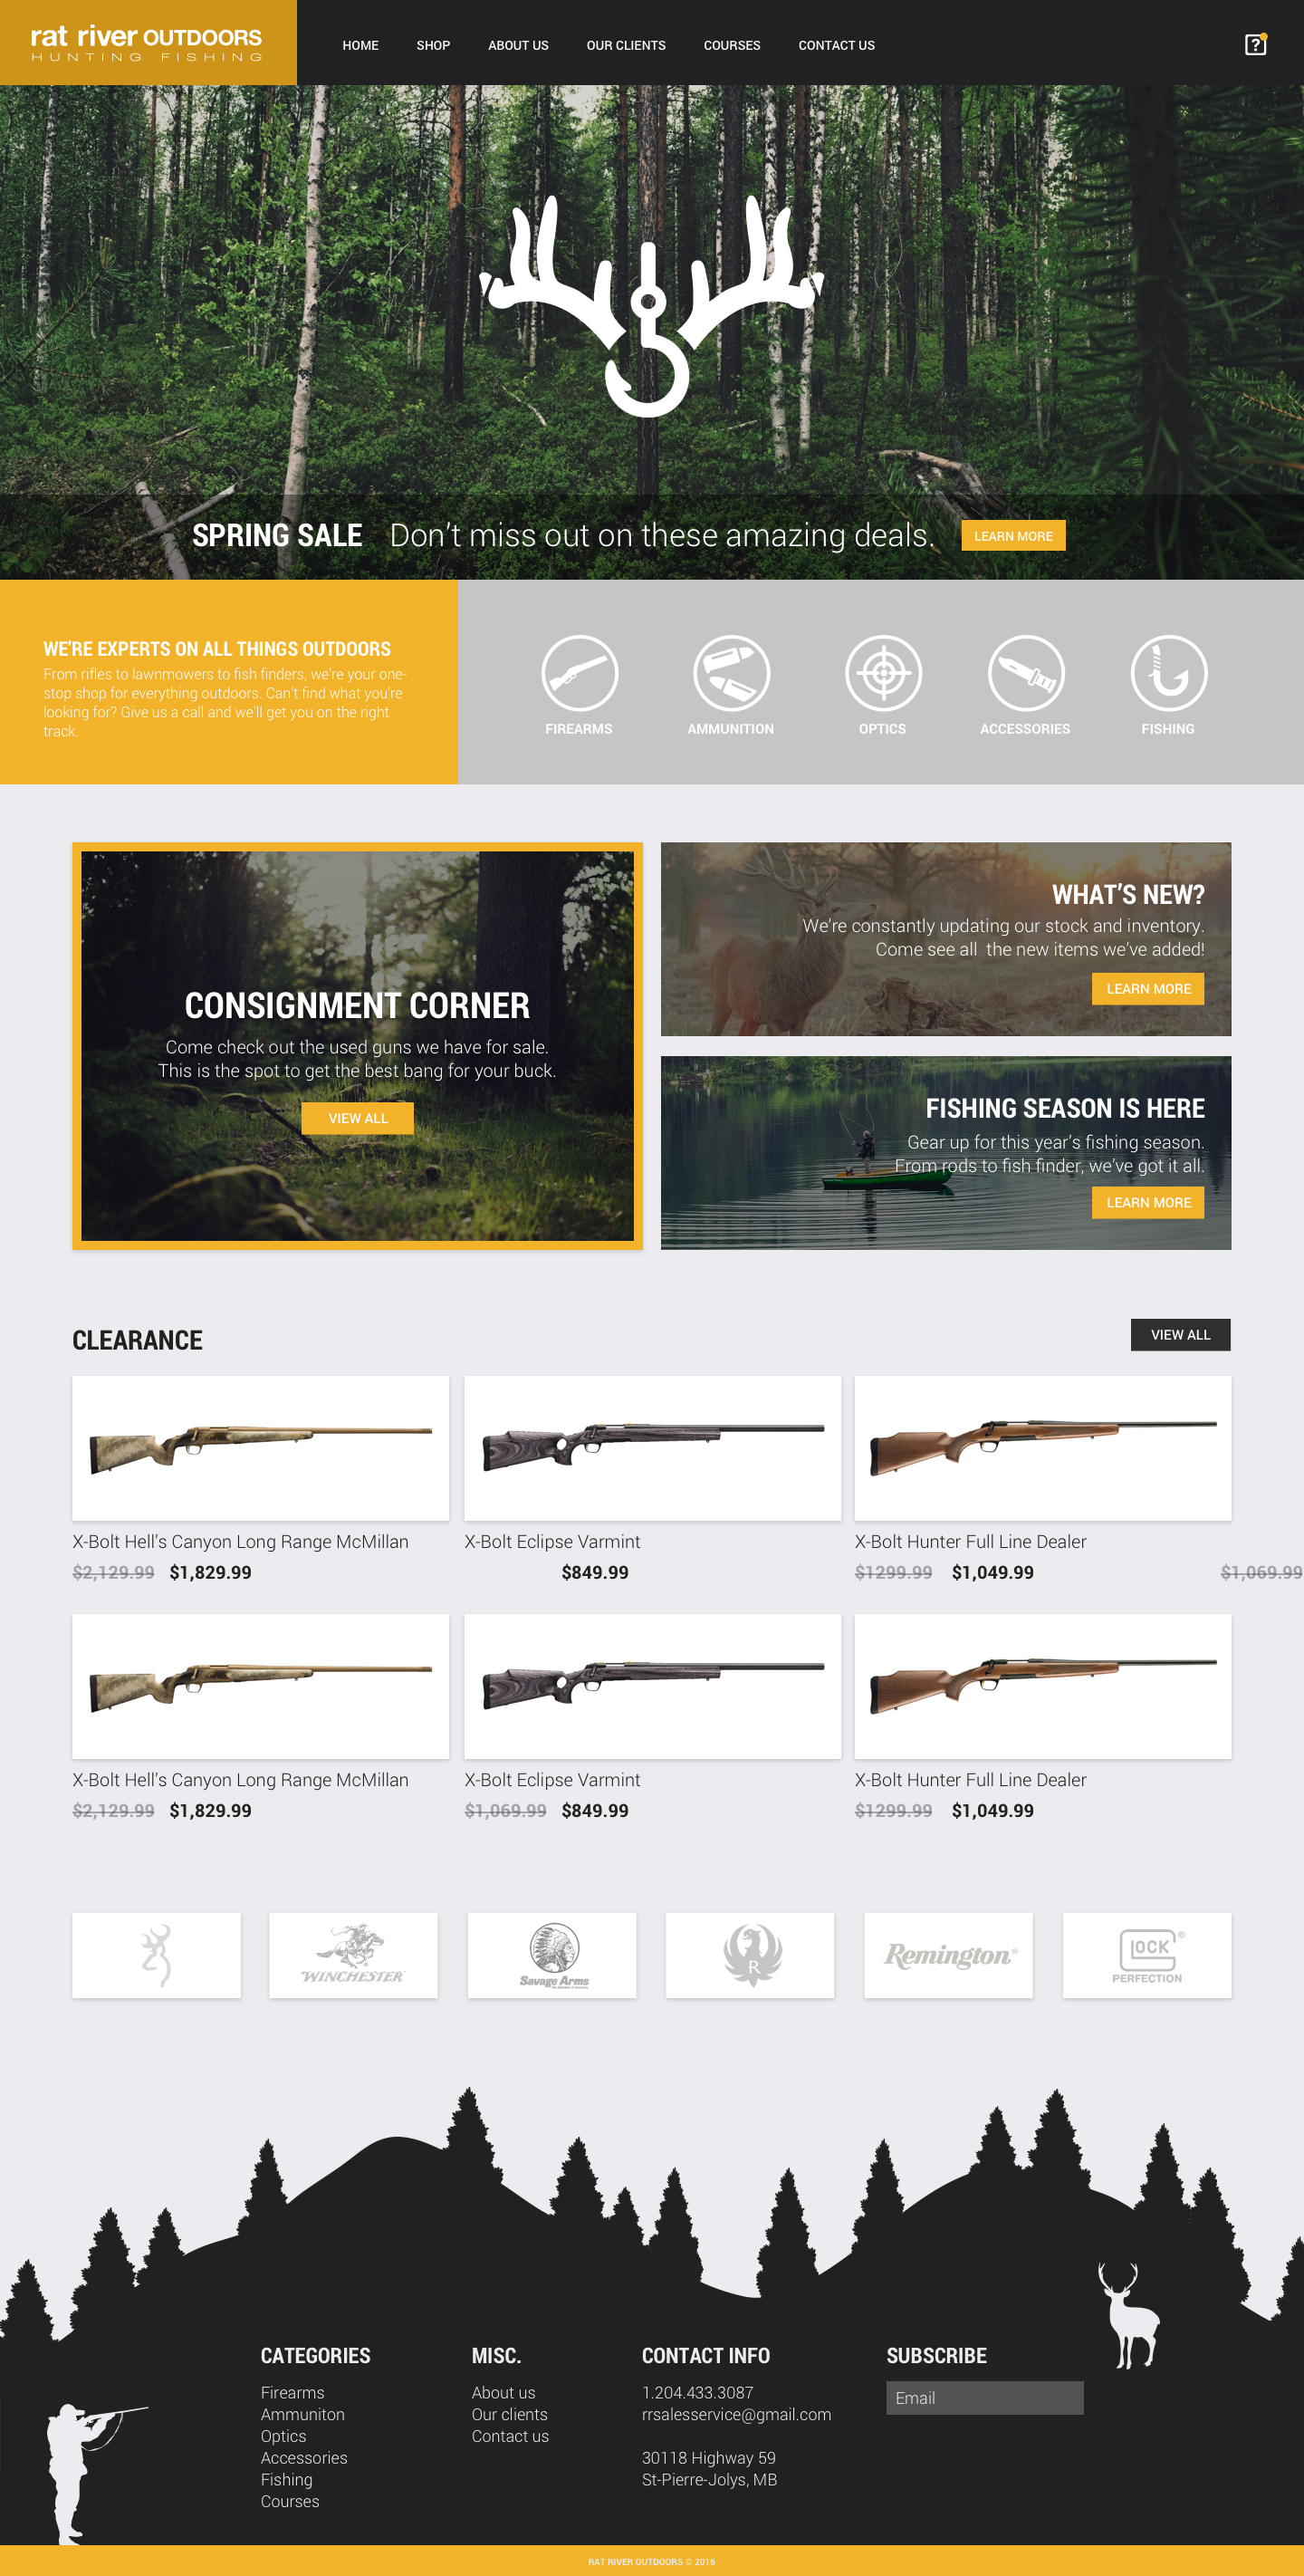 rat river OUTDOORS
HUNTING FISHING
HOME SHOP ABOUT US OUR CLIENTS COURSES CONTACT US
?
SPRING SALE Don't miss out on these amazing deals. LEARN MORE
WE'RE EXPERTS ON ALL THINGS OUTDOORS
From rifles to lawnmowers to fish finders, we're your one-
stop shop for everything outdoors. Can't find what you're
looking for? Give us a call and we'll get you on the right
track.
FIREARMS AMMUNITION OPTICS ACCESSORIES FISHING
CONSIGNMENT CORNER
Come check out the used guns we have for sale.
This is the spot to get the best bang for your buck.
VIEW ALL
WHAT'S NEW?
We're constantly updating our stock and inventory.
Come see all the new items we've added!
LEARN MORE
FISHING SEASON IS HERE
Gear up for this year's fishing season.
From rods to fish finder, we've got it all.
LEARN MORE
CLEARANCE
VIEW ALL
X-Bolt Hell's Canyon Long Range McMillan
$2,129.99 $1,829.99
X-Bolt Eclipse Varmint
$849.99
X-Bolt Hunter Full Line Dealer
$1299.99 $1,049.99
$1,069.99
X-Bolt Hell's Canyon Long Range McMillan
$2,129.99 $1,829.99
X-Bolt Eclipse Varmint
$1,069.99 $849.99
X-Bolt Hunter Full Line Dealer
$1299.99 $1,049.99
WINCHESTER
Savage Arms
R
Remington®
GLOCK®
PERFECTION
CATEGORIES
Firearms
Ammuniton
Optics
Accessories
Fishing
Courses
MISC.
About us
Our clients
Contact us
CONTACT INFO
1.204.433.3087
rrsalesservice@gmail.com
30118 Highway 59
St-Pierre-Jolys, MB
SUBSCRIBE
Email
RAT RIVER OUTDOORS © 2016